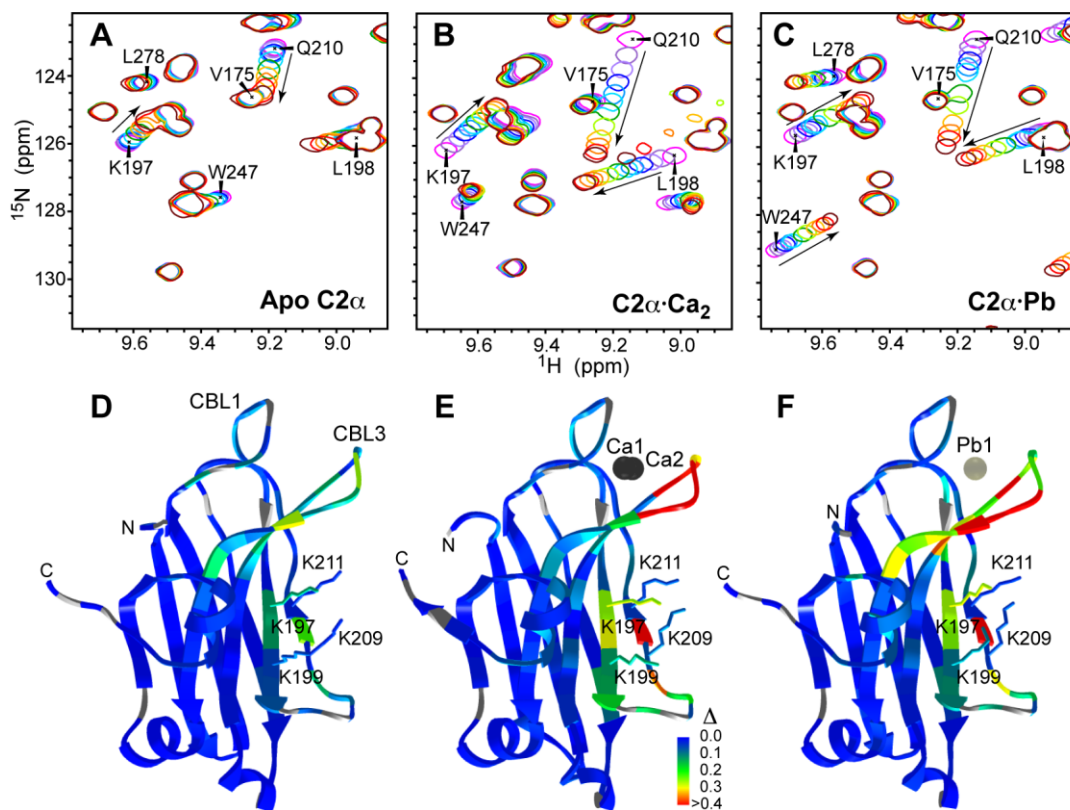 A
B
C
L278
Q210
V175
K197
L198
W247
Apo C2α
Q210
V175
K197
L198
W247
C2α·Ca₂
L278
Q210
V175
K197
L198
W247
C2α·Pb
124
126
128
130
¹⁵N (ppm)
9.6 9.4 9.2 9.0
9.6 9.4 9.2 9.0
9.6 9.4 9.2 9.0
¹H (ppm)
D
E
F
CBL1
CBL3
N
C
K211
K197
K209
K199
Ca1
Ca2
N
C
K211
K197
K209
K199
Δ
0.0
0.1
0.2
0.3
>0.4
Pb1
N
C
K211
K197
K209
K199